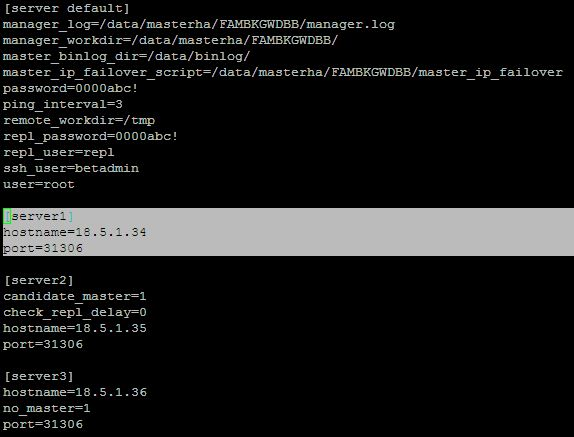 [server default]
manager_log=/data/masterha/FAMBKGWDBB/manager.log
manager_workdir=/data/masterha/FAMBKGWDBB/
master_binlog_dir=/data/binlog/
master_ip_failover_script=/data/masterha/FAMBKGWDBB/master_ip_failover
password=0000abc!
ping_interval=3
remote_workdir=/tmp
repl_password=0000abc!
repl_user=repl
ssh_user=betadmin
user=root
[server1]
hostname=18.5.1.34
port=31306
[server2]
candidate_master=1
check_repl_delay=0
hostname=18.5.1.35
port=31306
[server3]
hostname=18.5.1.36
no_master=1
port=31306